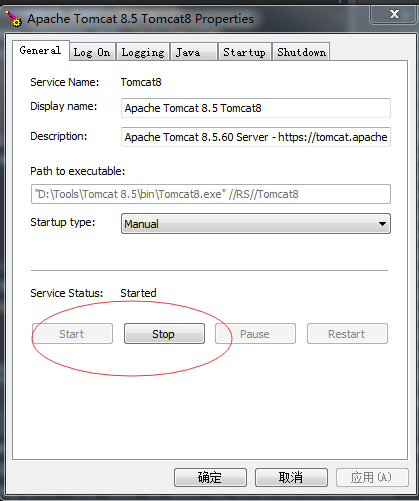 Apache Tomcat 8.5 Tomcat8 Properties
General Log On Logging Java Startup Shutdown
Service Name: Tomcat8
Display name: Apache Tomcat 8.5 Tomcat8
Description: Apache Tomcat 8.5.60 Server - https://tomcat.apache
Path to executable:
"D:\Tools\Tomcat 8.5\bin\Tomcat8.exe" //RS//Tomcat8
Startup type: Manual
Service Status: Started
Start Stop Pause Restart
确定 取消 应用(A)